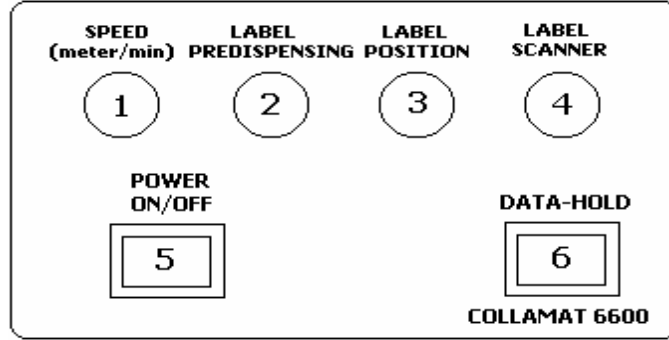 SPEED
(meter/min)
LABEL
PREDISPENSING
LABEL
POSITION
LABEL
SCANNER
1
2
3
4
POWER
ON/OFF
5
DATA-HOLD
6
COLLAMAT 6600